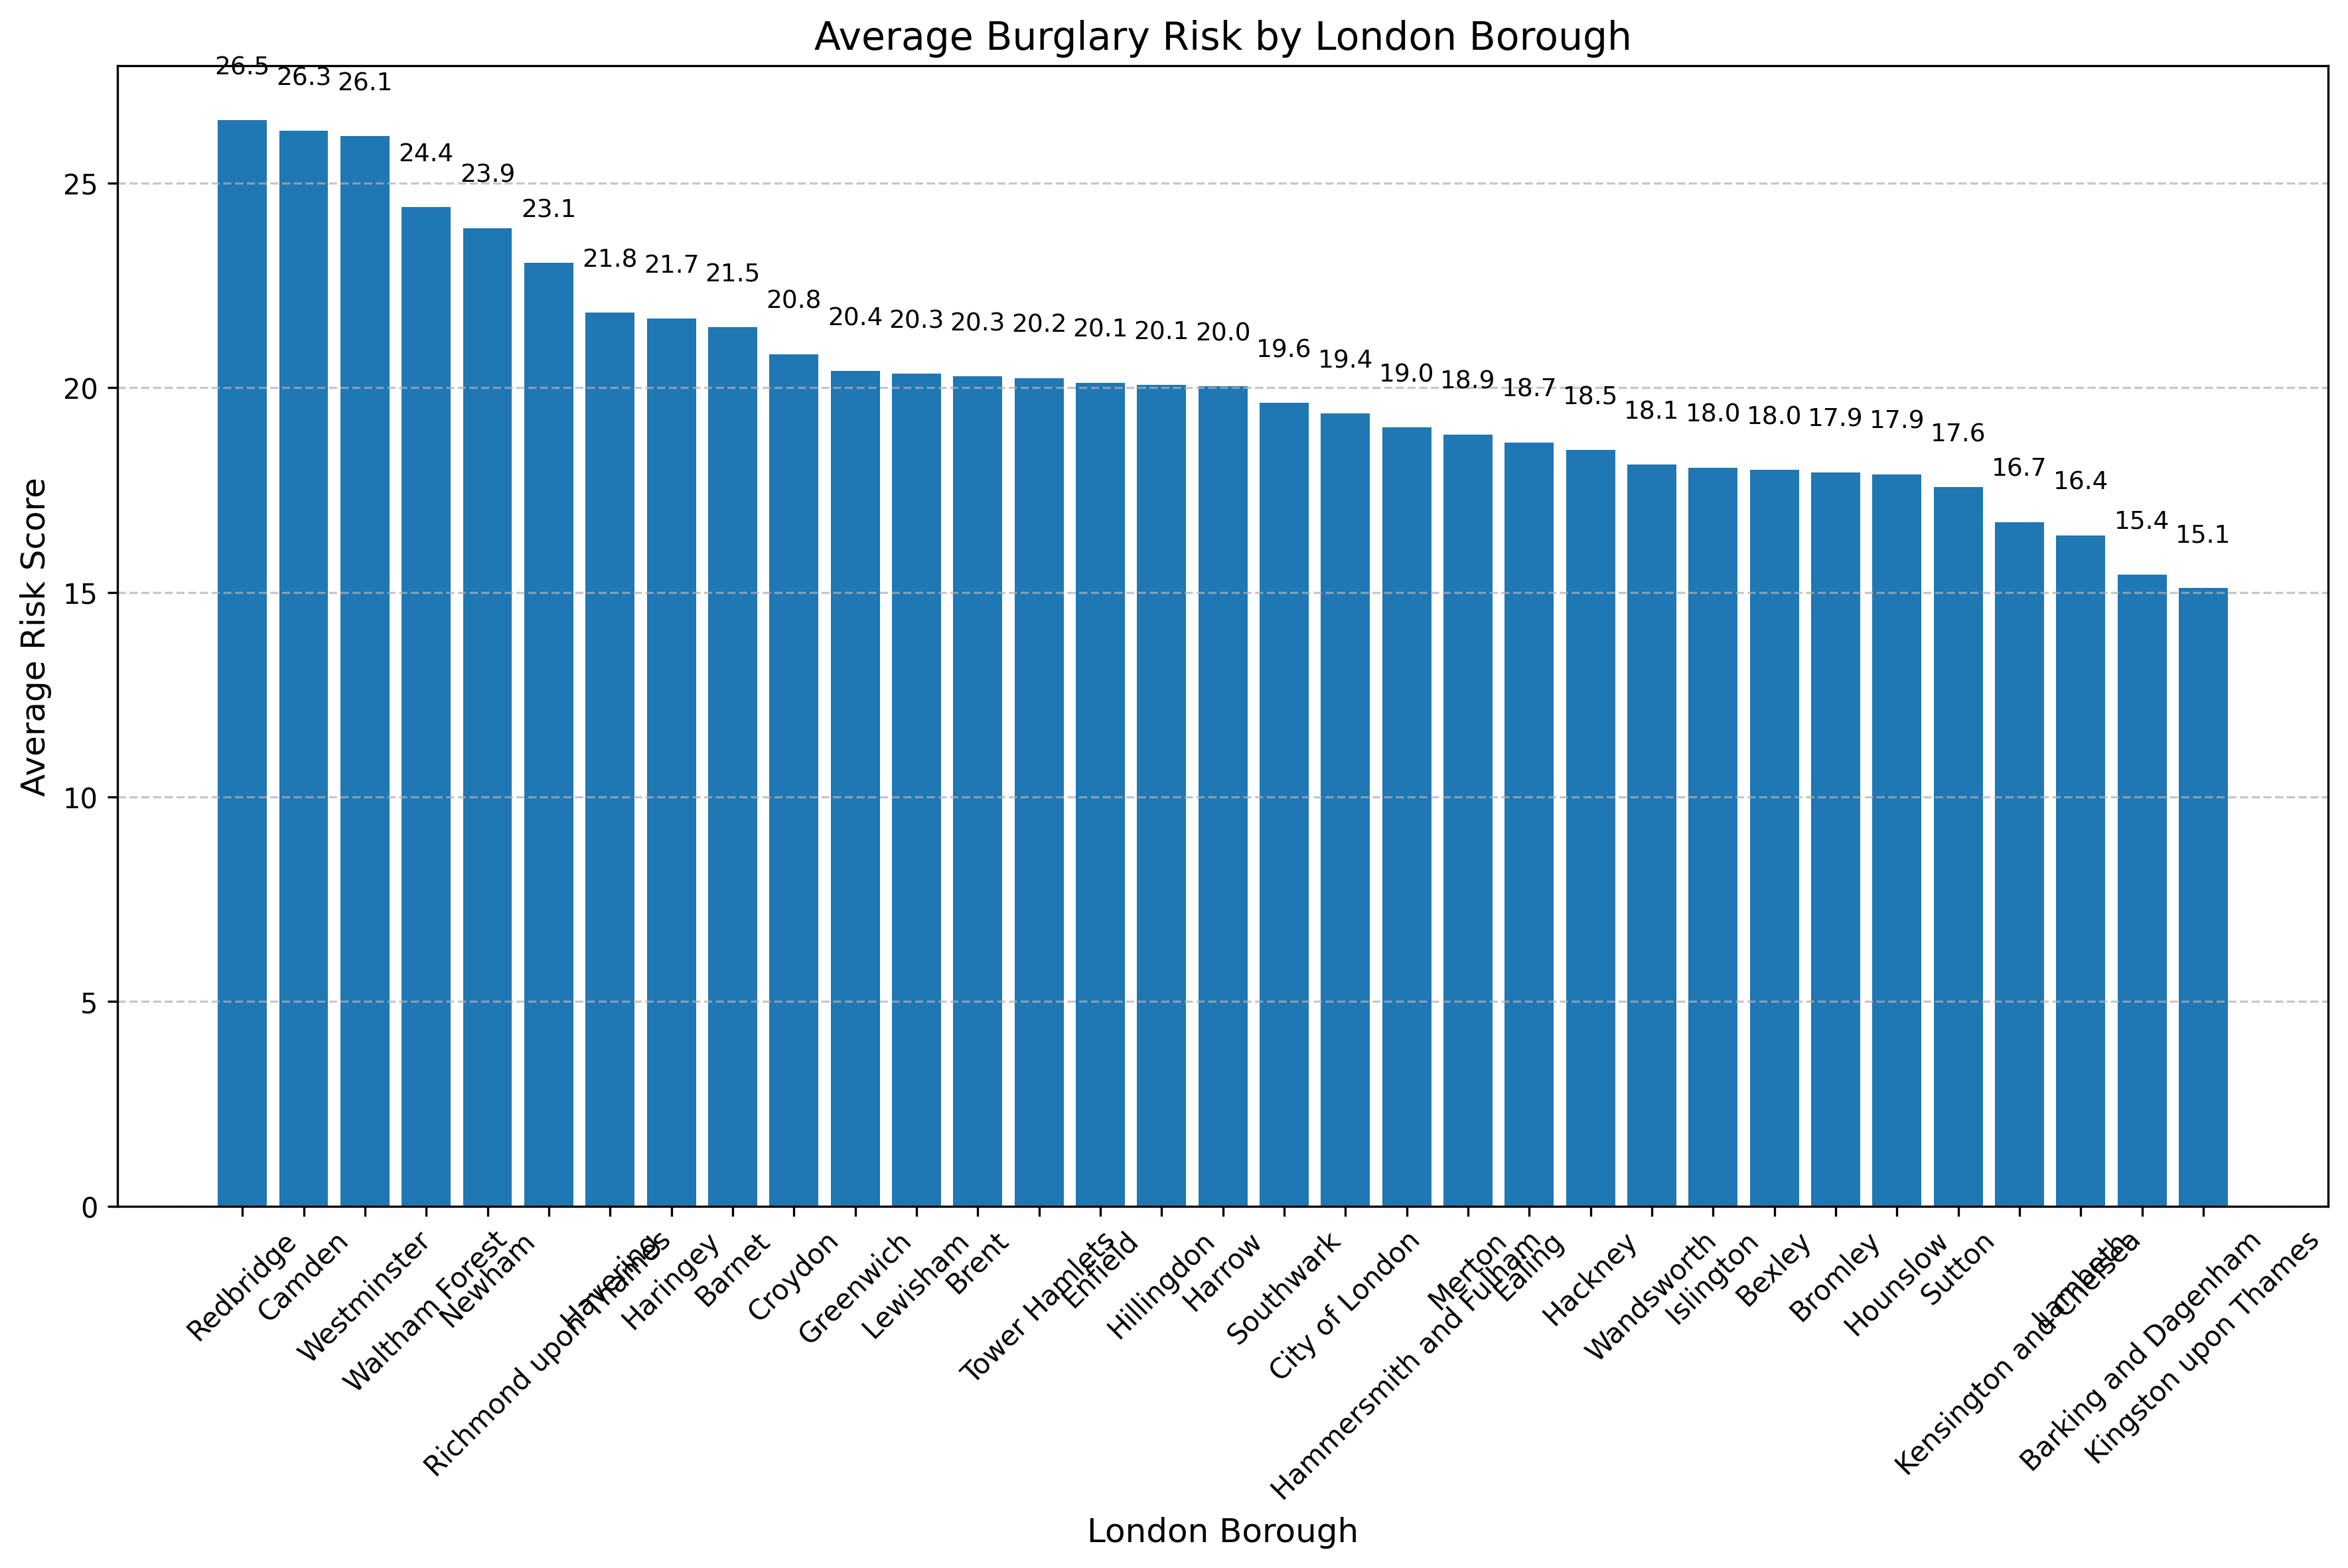 Average Burglary Risk by London Borough
26.5
26.3
26.1
24.4
23.9
23.1
21.8
21.7
21.5
20.8
20.4
20.3
20.3
20.2
20.1
20.1
20.0
19.6
19.4
19.0
18.9
18.7
18.5
18.1
18.0
18.0
17.9
17.9
17.6
16.7
16.4
15.4
15.1
Average Risk Score
25
20
15
10
5
0
Redbridge
Camden
Westminster
Waltham Forest
Newham
Richmond upon Thames
Havering
Haringey
Barnet
Croydon
Greenwich
Lewisham
Brent
Tower Hamlets
Enfield
Hillingdon
Harrow
Southwark
City of London
Hammersmith and Fulham
Merton
Ealing
Hackney
Wandsworth
Islington
Bexley
Bromley
Hounslow
Sutton
Kensington and Chelsea
Lambeth
Barking and Dagenham
Kingston upon Thames
London Borough